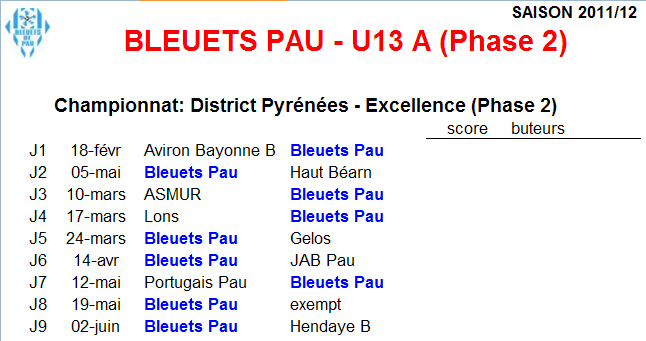 SAISON 2011/12
BLEUETS DE PAU
BLEUETS PAU - U13 A (Phase 2)
Championnat: District Pyrénées - Excellence (Phase 2)
score buteurs
J1 18-févr Aviron Bayonne B Bleuets Pau
J2 05-mai Bleuets Pau Haut Béarn
J3 10-mars ASMUR Bleuets Pau
J4 17-mars Lons Bleuets Pau
J5 24-mars Bleuets Pau Gelos
J6 14-avr Bleuets Pau JAB Pau
J7 12-mai Portugais Pau Bleuets Pau
J8 19-mai Bleuets Pau exempt
J9 02-juin Bleuets Pau Hendaye B